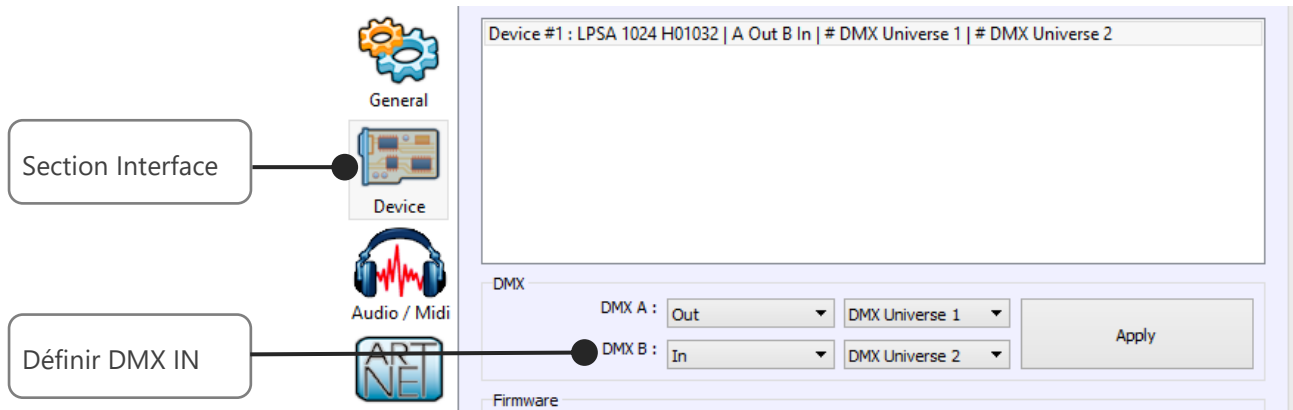 Device #1 : LPSA 1024 H01032 | A Out B In | # DMX Universe 1 | # DMX Universe 2
General
Section Interface
Device
Audio / Midi
DMX
DMX A : Out DMX Universe 1
Apply
DMX B : In DMX Universe 2
Définir DMX IN
ART
NET
Firmware